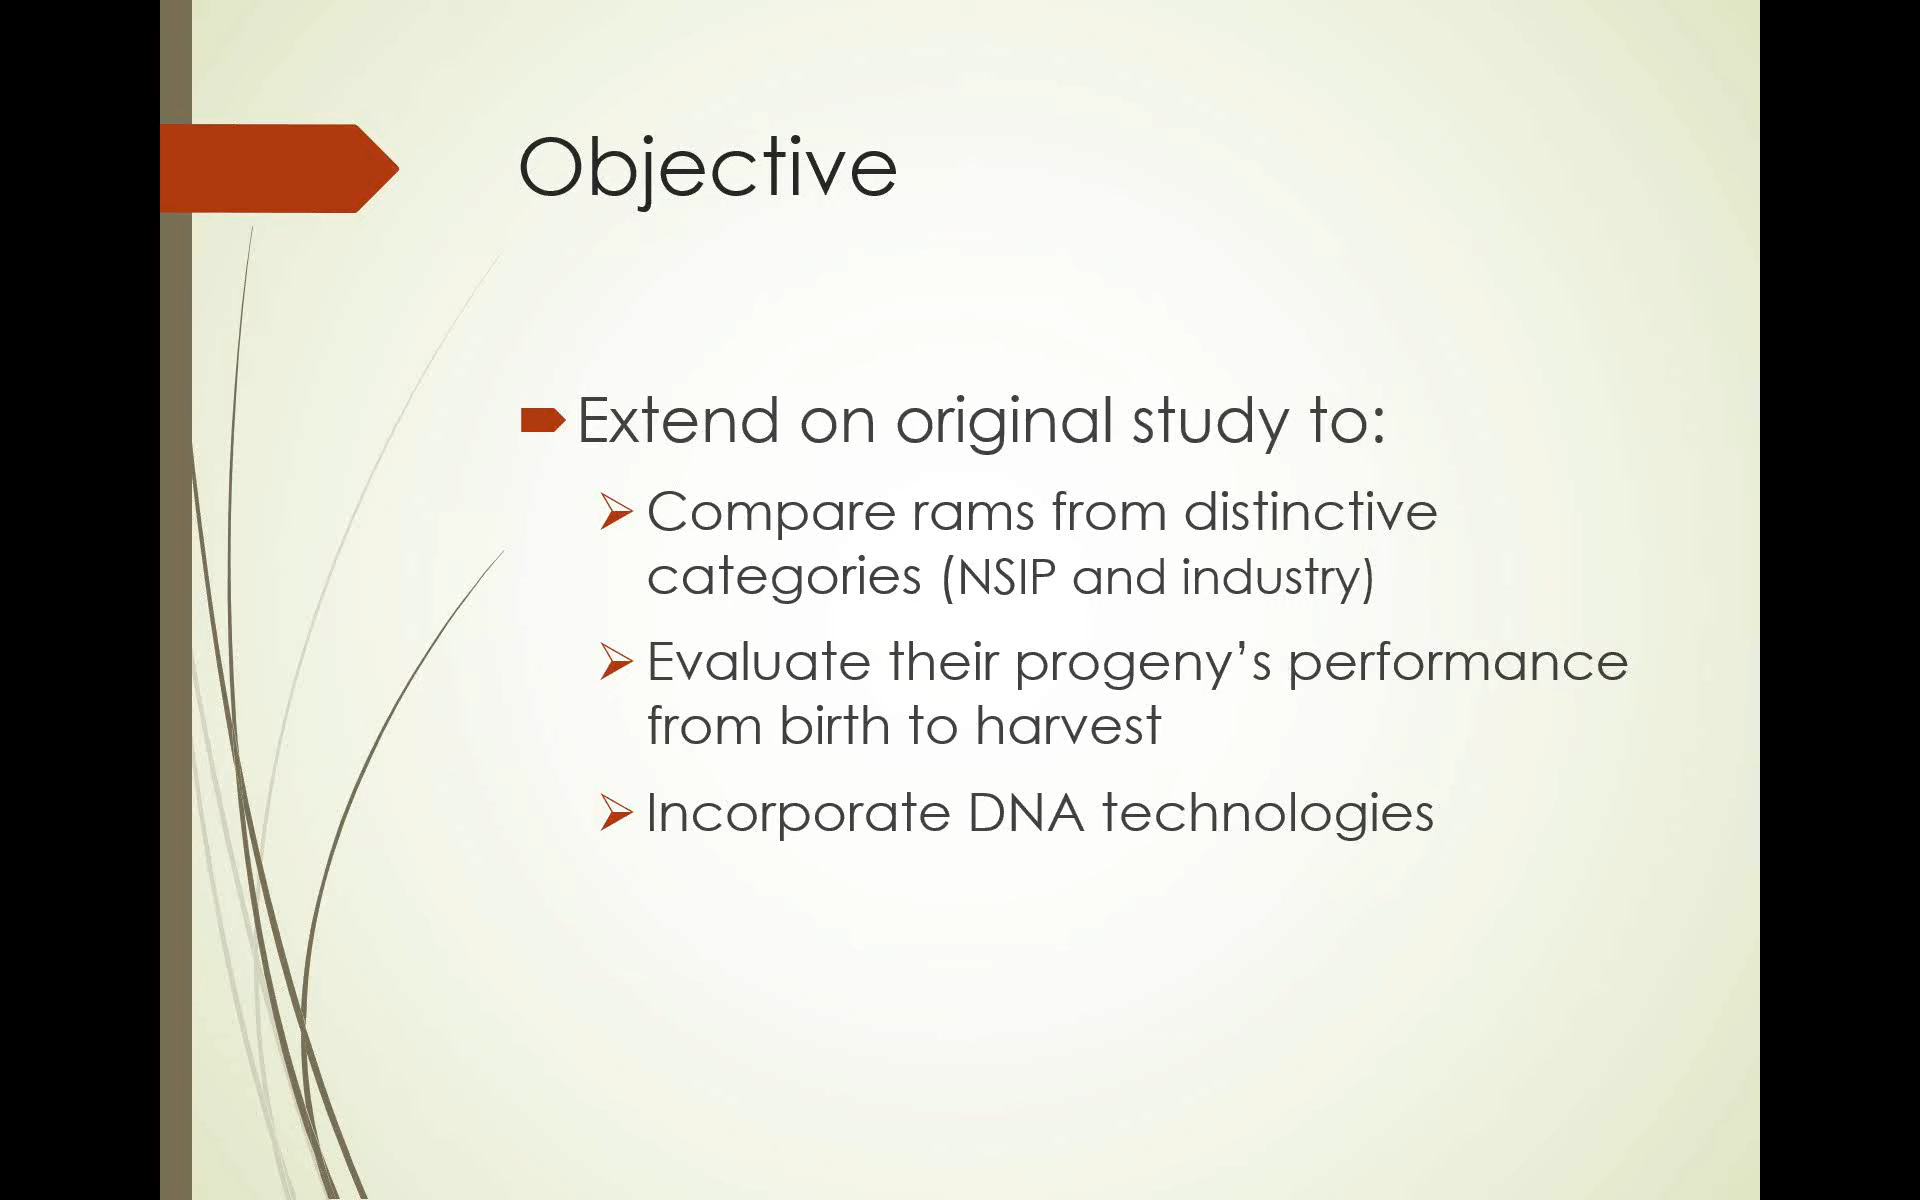 Objective
Extend on original study to:
Compare rams from distinctive
categories (NSIP and industry)
Evaluate their progeny’s performance
from birth to harvest
Incorporate DNA technologies